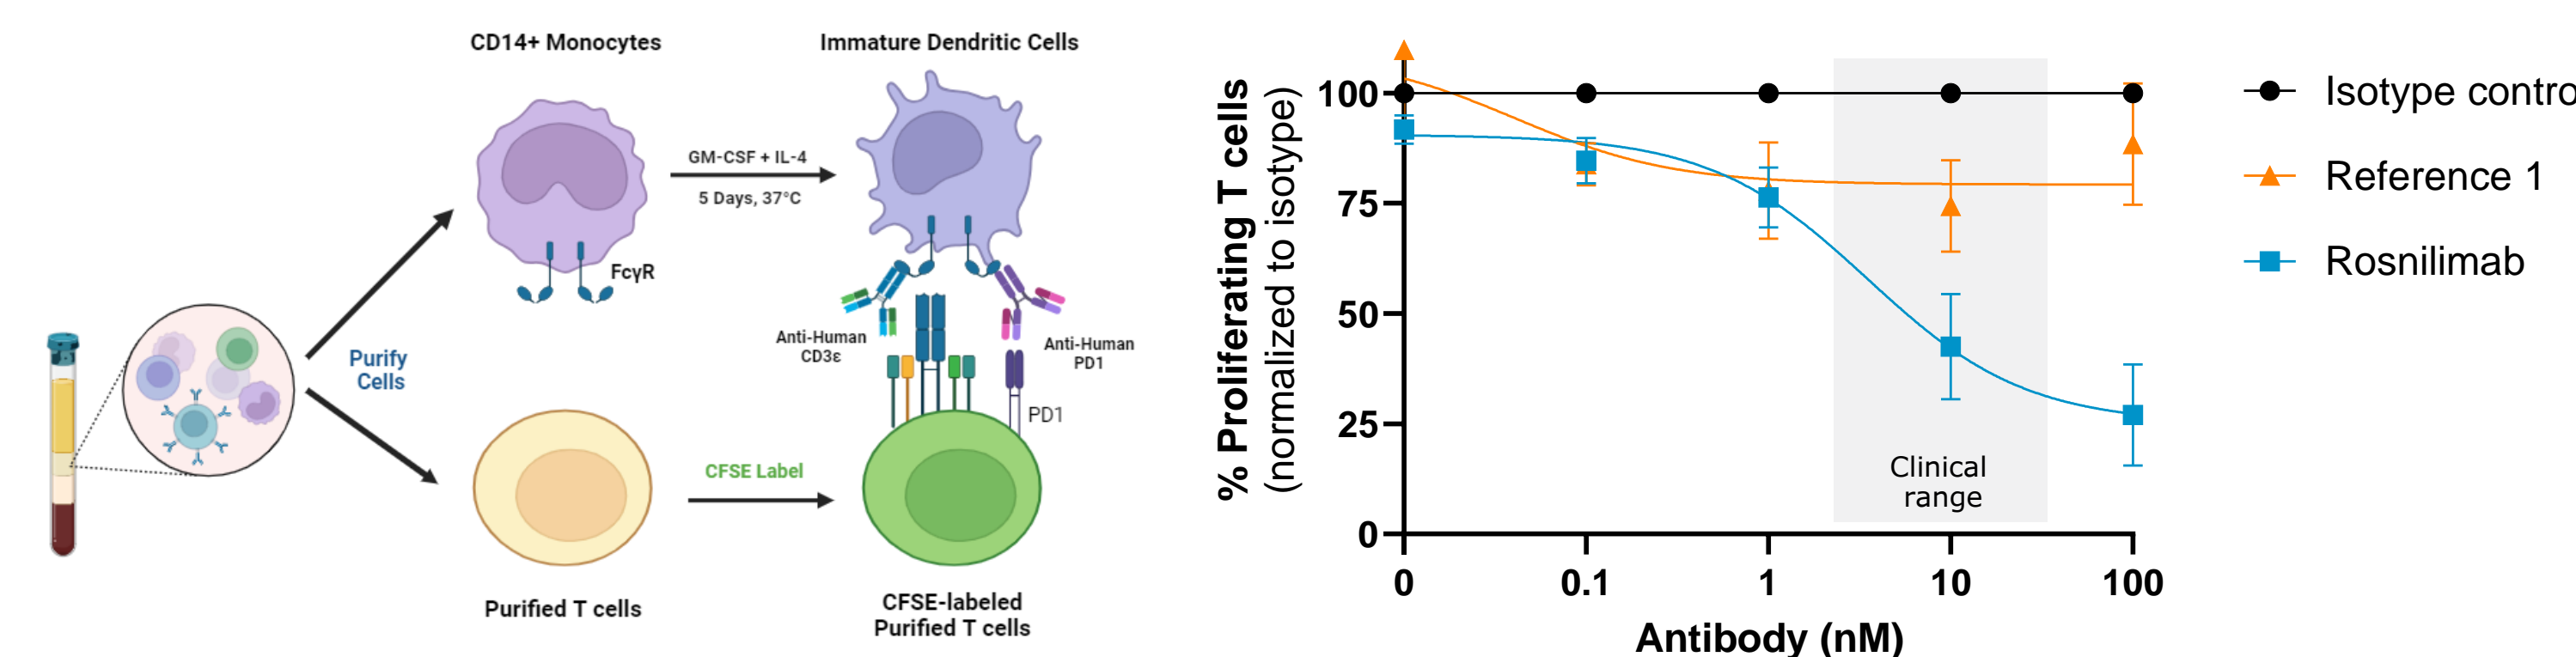 CD14+ Monocytes
Immature Dendritic Cells
GM-CSF + IL-4
5 Days, 37°C
FcγR
Purify
Cells
Anti-Human
CD3ε
Anti-Human
PD1
PD1
CFSE Label
Purified T cells
CFSE-labeled
Purified T cells
% Proliferating T cells
(normalized to isotype)
100
75
50
25
0
Clinical
range
0 0.1 1 10 100
Antibody (nM)
Isotype contro
Reference 1
Rosnilimab